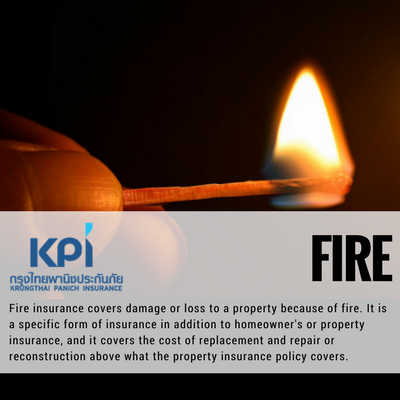 KPI
FIRE
กรุงไทยพานิชประกันภัย
KRUNGTHAI PANICH INSURANCE
Fire insurance covers damage or loss to a property because of fire. It is
a specific form of insurance in addition to homeowner's or property
insurance, and it covers the cost of replacement and repair or
reconstruction above what the property insurance policy covers.